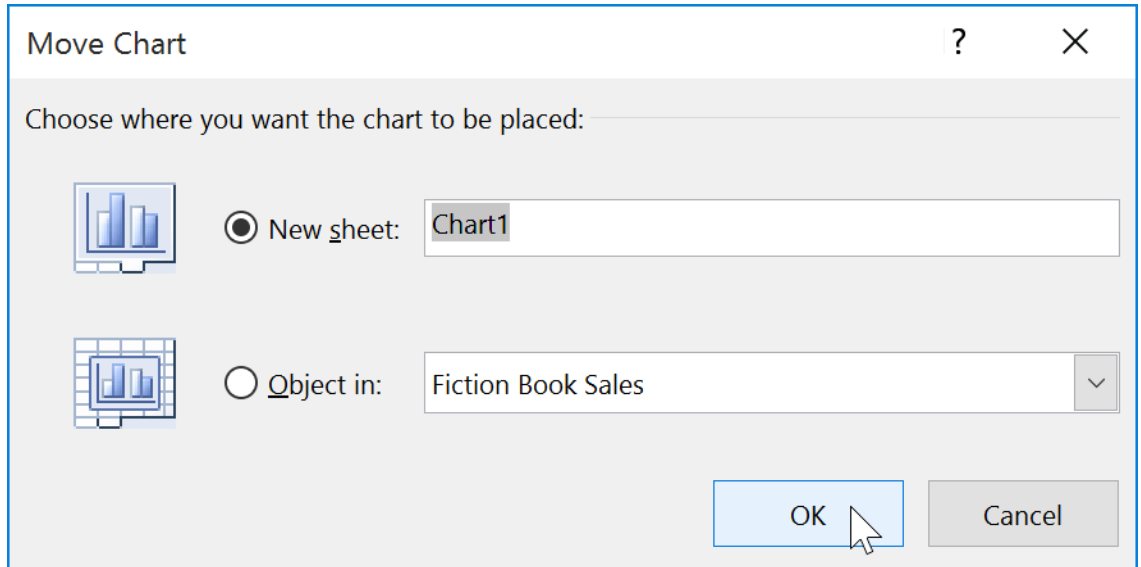 Move Chart ?
Choose where you want the chart to be placed:
New sheet: Chart1
Object in: Fiction Book Sales
OK Cancel